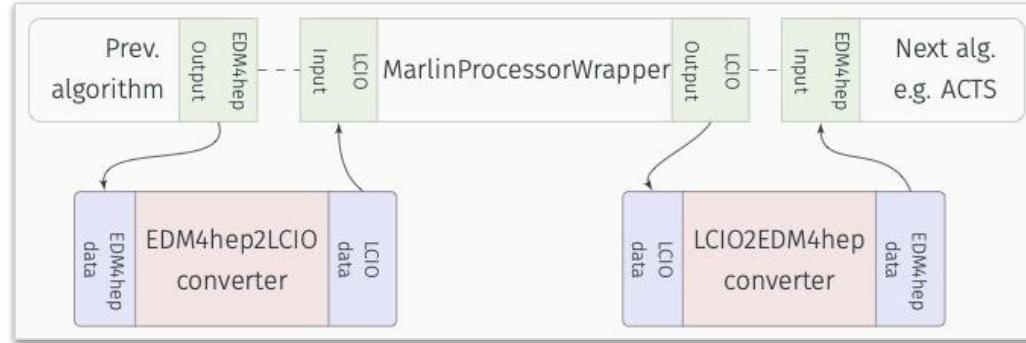 Prev.
algorithm
EDM4hep
Output
LCIO
Input
MarlinProcessorWrapper
LCIO
Output
EDM4hep
Input
Next alg.
e.g. ACTS
EDM4hep
data
EDM4hep2LCIO
converter
LCIO
data
LCIO
data
LCIO2EDM4hep
converter
EDM4hep
data